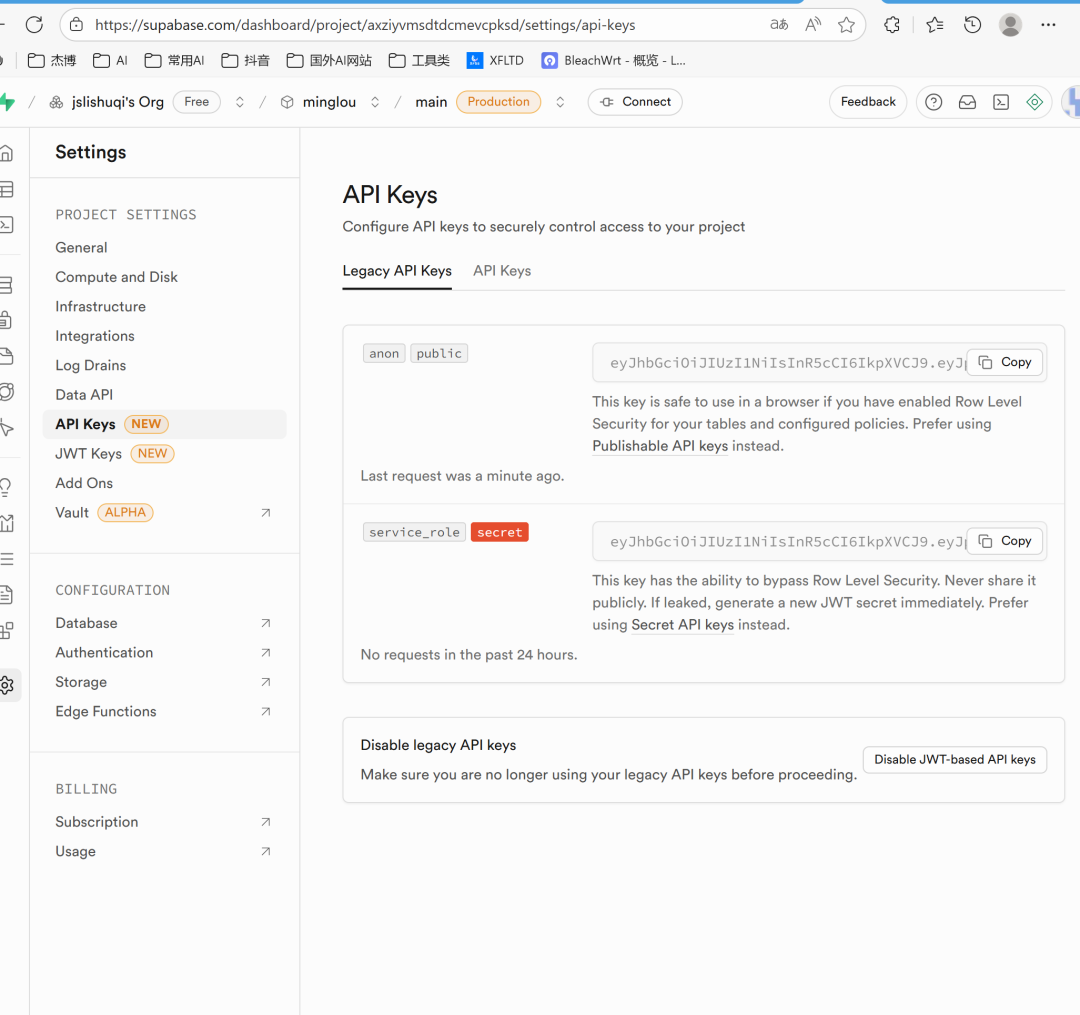 https://supabase.com/dashboard/project/axziyvmsdtdcmevcpksd/settings/api-keys
杰博 AI 常用AI 抖音 国外AI网站 工具类 XFLTD BleachWrt - 概览 - L...
/ jslishuqi's Org Free / minglou / main Production Connect Feedback
Settings
PROJECT SETTINGS
General
Compute and Disk
Infrastructure
Integrations
Log Drains
Data API
API Keys NEW
JWT Keys NEW
Add Ons
Vault ALPHA
CONFIGURATION
Database
Authentication
Storage
Edge Functions
BILLING
Subscription
Usage
API Keys
Configure API keys to securely control access to your project
Legacy API Keys API Keys
anon public
eyJhbGciOiJIUzI1NiIsInR5cCI6IkpXVCJ9.eyJp Copy
This key is safe to use in a browser if you have enabled Row Level
Security for your tables and configured policies. Prefer using
Publishable API keys instead.
Last request was a minute ago.
service_role secret
eyJhbGciOiJIUzI1NiIsInR5cCI6IkpXVCJ9.eyJp Copy
This key has the ability to bypass Row Level Security. Never share it
publicly. If leaked, generate a new JWT secret immediately. Prefer
using Secret API keys instead.
No requests in the past 24 hours.
Disable legacy API keys
Make sure you are no longer using your legacy API keys before proceeding.
Disable JWT-based API keys